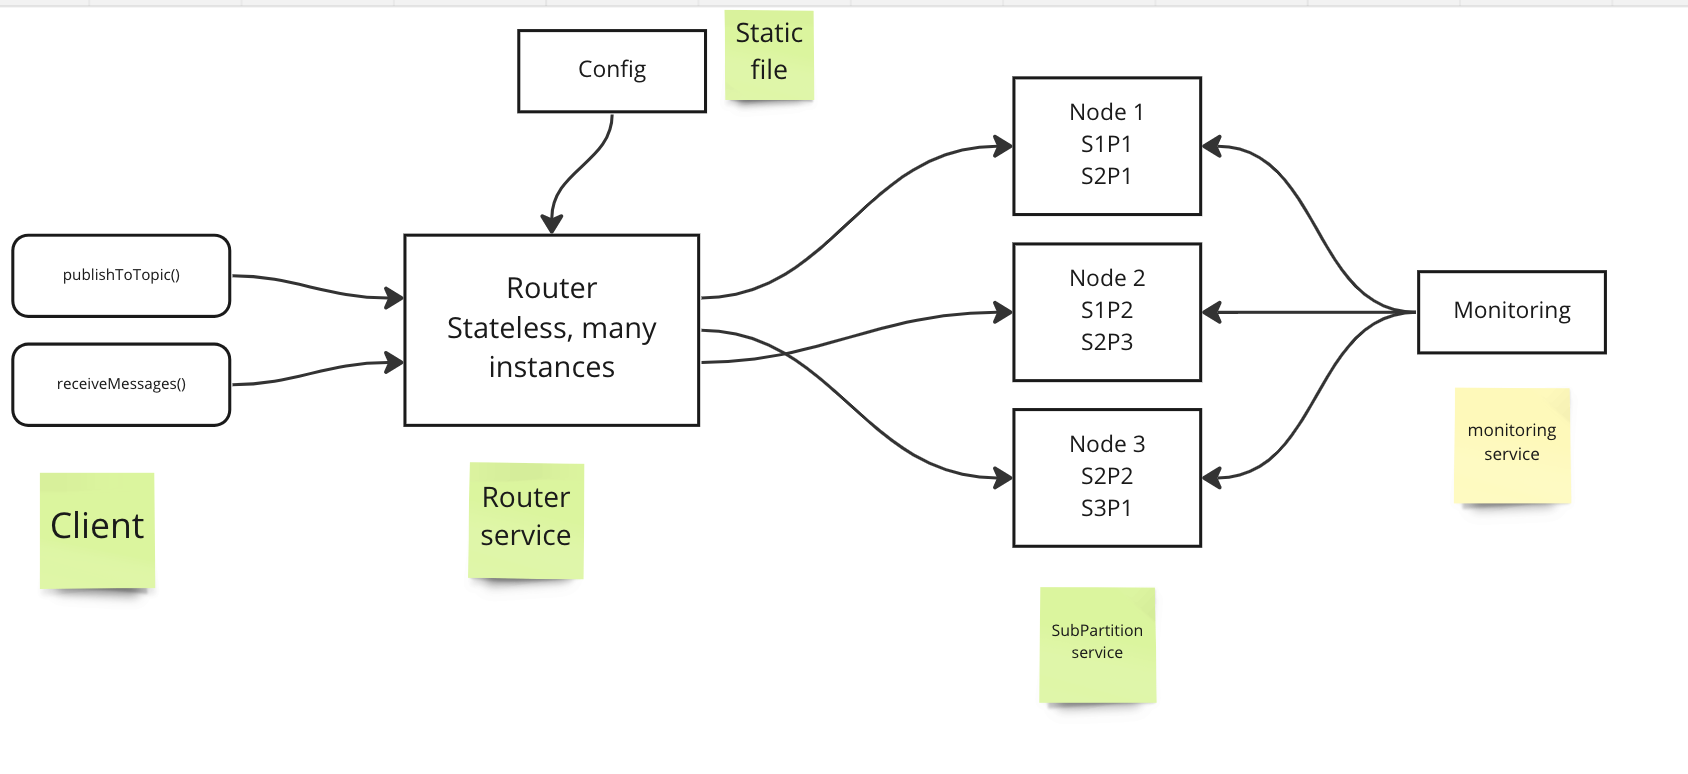 Config
Static
file
publishToTopic()
receiveMessages()
Client
Router
Stateless, many
instances
Router
service
Node 1
S1P1
S2P1
Node 2
S1P2
S2P3
Node 3
S2P2
S3P1
SubPartition
service
Monitoring
monitoring
service